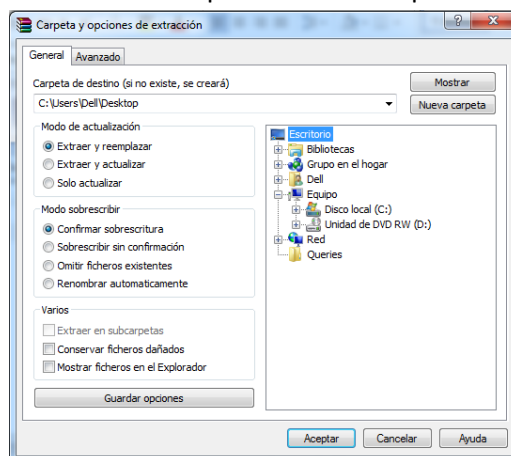 Carpeta y opciones de extracción
General
Avanzado
Carpeta de destino (si no existe, se creará)
Mostrar
C:\Users\Dell\Desktop
Nueva carpeta
Modo de actualización
Extraer y reemplazar
Extraer y actualizar
Solo actualizar
Modo sobrescribir
Confirmar sobrescritura
Sobrescribir sin confirmación
Omitir ficheros existentes
Renombrar automaticamente
Varios
Extraer en subcarpetas
Conservar ficheros dañados
Mostrar ficheros en el Explorador
Guardar opciones
Escritorio
Bibliotecas
Grupo en el hogar
Dell
Equipo
Disco local (C:)
Unidad de DVD RW (D:)
Red
Queries
Aceptar
Cancelar
Ayuda